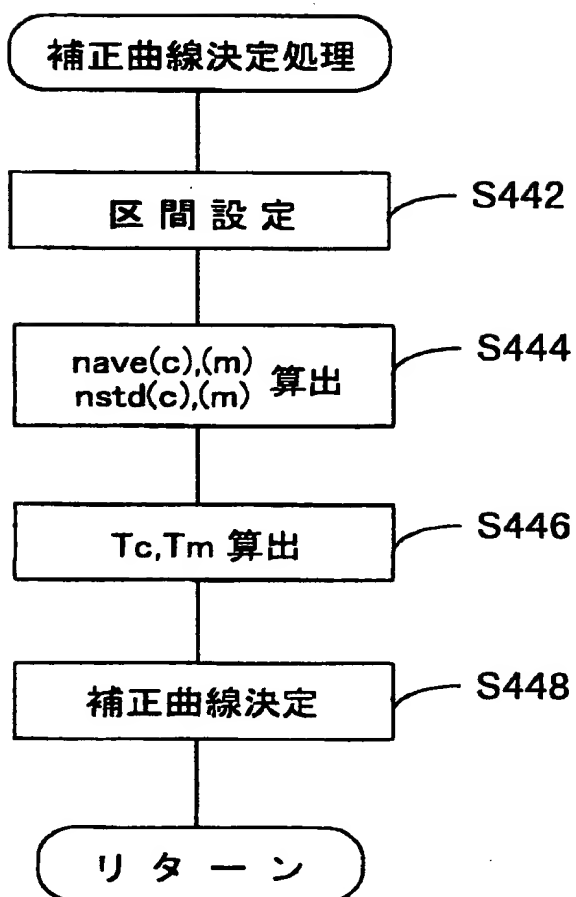 補正曲線決定処理
区間設定
S442
nave(c),(m)
nstd(c),(m)
算出
S444
Tc,Tm 算出
S446
補正曲線決定
S448
リターン